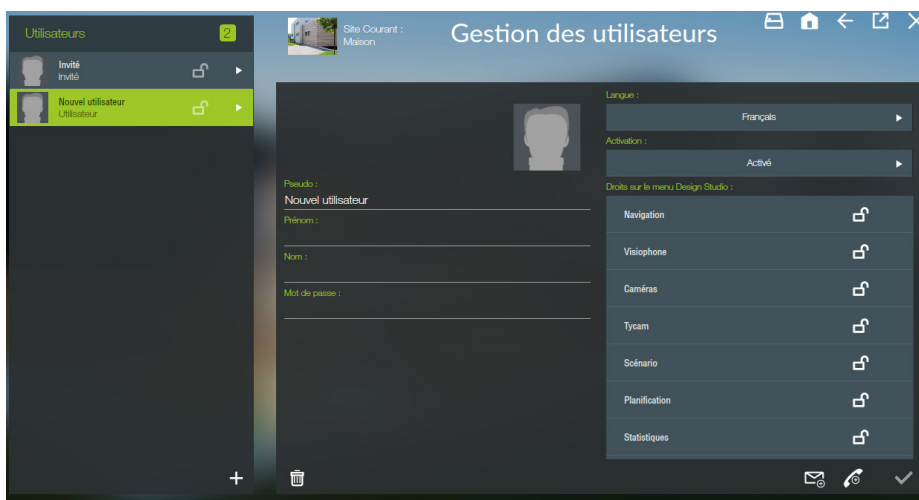 Utilisateurs
2
Invité
Invité
Nouvel utilisateur
Utilisateur
Site Courant :
Maison
Gestion des utilisateurs
Pseudo :
Nouvel utilisateur
Prénom :
Nom :
Mot de passe :
Langue :
Français
Activation :
Activé
Droits sur le menu Design Studio :
Navigation
Visiophone
Caméras
Tycam
Scénario
Planification
Statistiques